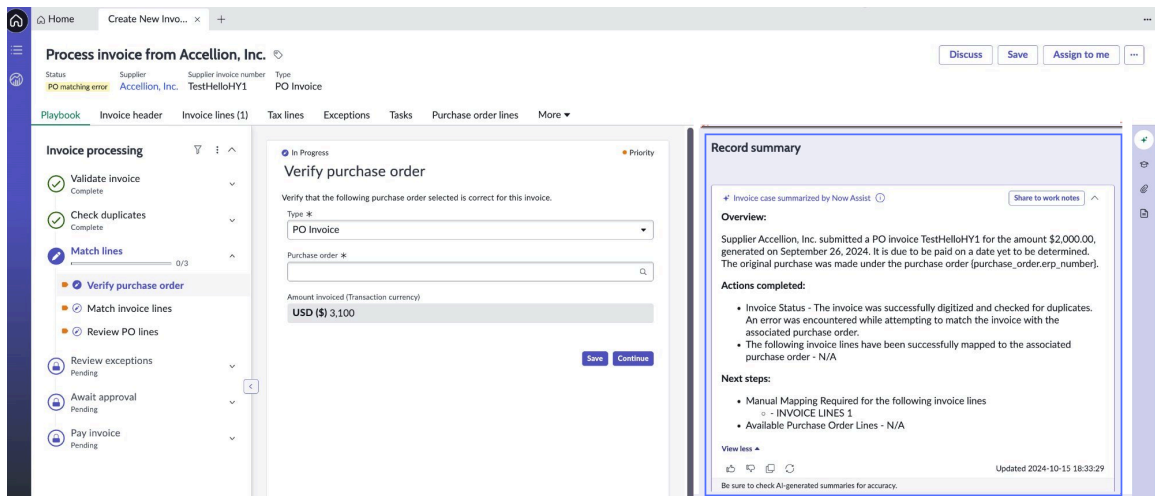 Home
Create New Invo... ×
+
Process invoice from Accellion, Inc.
Discuss
Save
Assign to me
Status
Supplier
Supplier invoice number
Type
PO matching error
Accellion, Inc.
TestHelloHY1
PO Invoice
Playbook
Invoice header
Invoice lines (1)
Tax lines
Exceptions
Tasks
Purchase order lines
More
Invoice processing
Validate invoice
Complete
Check duplicates
Complete
Match lines
0/3
Verify purchase order
Match invoice lines
Review PO lines
Review exceptions
Pending
Await approval
Pending
Pay invoice
Pending
In Progress
Priority
Verify purchase order
Verify that the following purchase order selected is correct for this invoice.
Type *
PO Invoice
Purchase order *
Amount invoiced (Transaction currency)
USD ($) 3,100
Save
Continue
Record summary
Invoice case summarized by Now Assist
Share to work notes
Overview:
Supplier Accellion, Inc. submitted a PO invoice TestHelloHY1 for the amount $2,000.00,
generated on September 26, 2024. It is due to be paid on a date yet to be determined.
The original purchase was made under the purchase order [purchase_order.erp_number].
Actions completed:
• Invoice Status - The invoice was successfully digitized and checked for duplicates.
An error was encountered while attempting to match the invoice with the
associated purchase order.
• The following invoice lines have been successfully mapped to the associated
purchase order - N/A
Next steps:
• Manual Mapping Required for the following invoice lines
◦ - INVOICE LINES 1
• Available Purchase Order Lines - N/A
View less
Updated 2024-10-15 18:33:29
Be sure to check AI-generated summaries for accuracy.